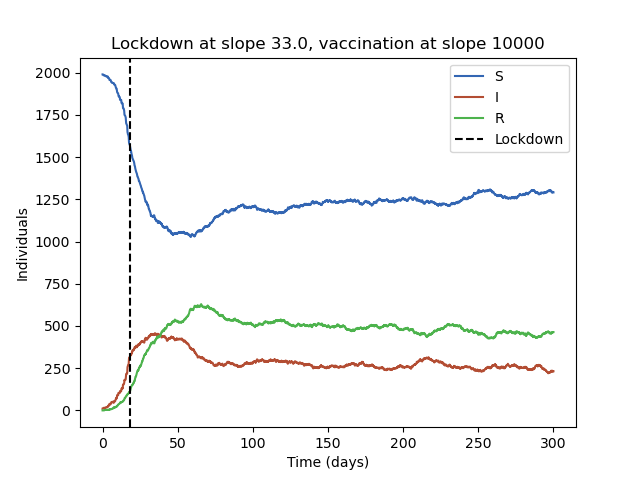 Lockdown at slope 33.0, vaccination at slope 10000
S
I
R
Lockdown
Individuals
2000
1750
1500
1250
1000
750
500
250
0
0 50 100 150 200 250 300
Time (days)